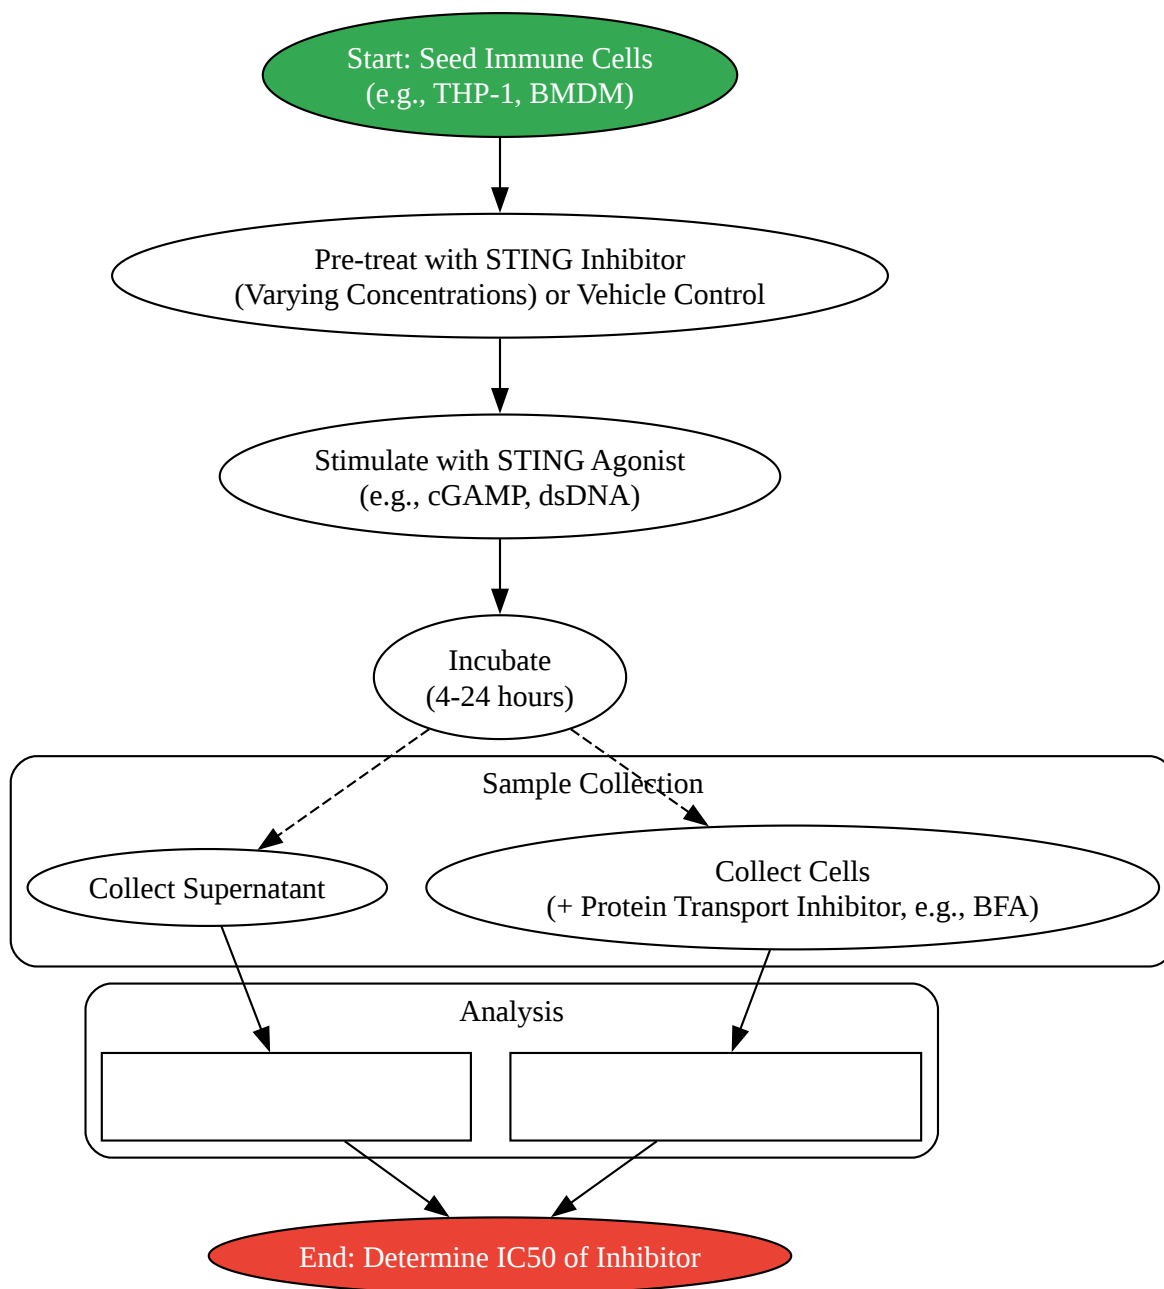 Start: Seed Immune Cells
(e.g., THP-1, BMDM)
Pre-treat with STING Inhibitor
(Varying Concentrations) or Vehicle Control
Stimulate with STING Agonist
(e.g., cGAMP, dsDNA)
Incubate
(4-24 hours)
Sample Collection
Collect Supernatant
Collect Cells
(+ Protein Transport Inhibitor, e.g., BFA)
Analysis
End: Determine IC50 of Inhibitor